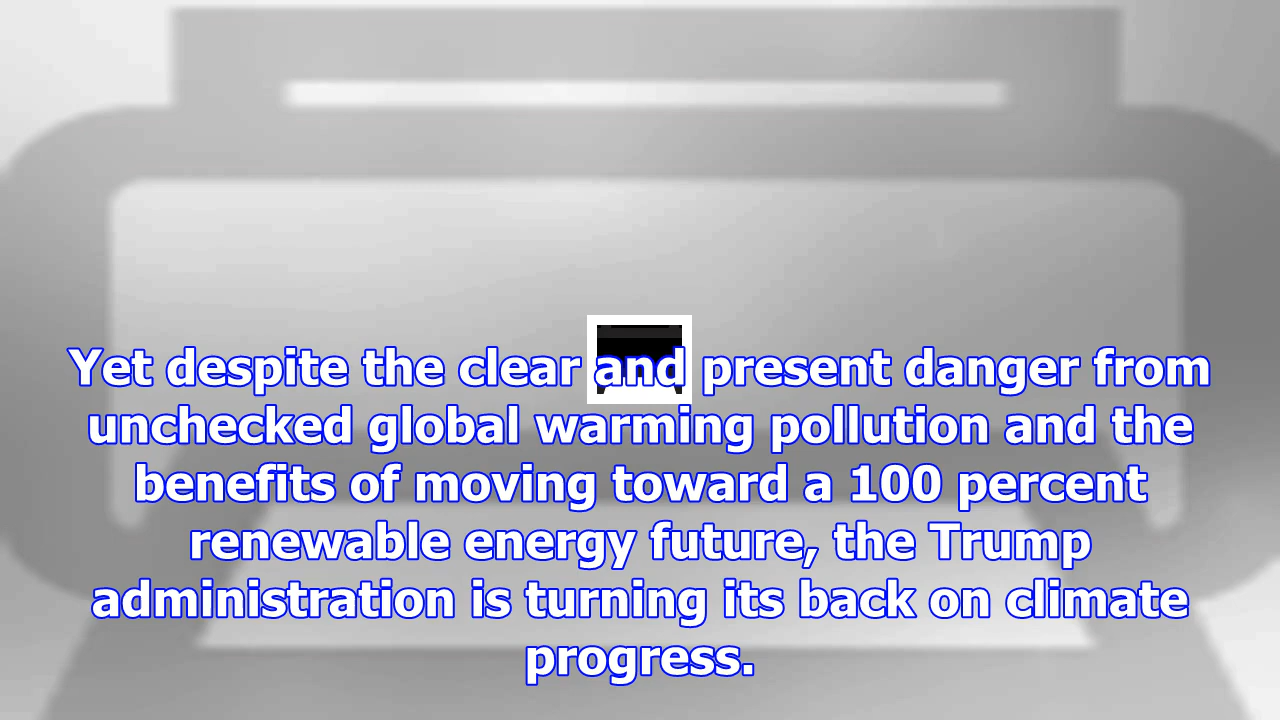 Yet despite the clear and present danger from
unchecked global warming pollution and the
benefits of moving toward a 100 percent
renewable energy future, the Trump
administration is turning its back on climate
progress.